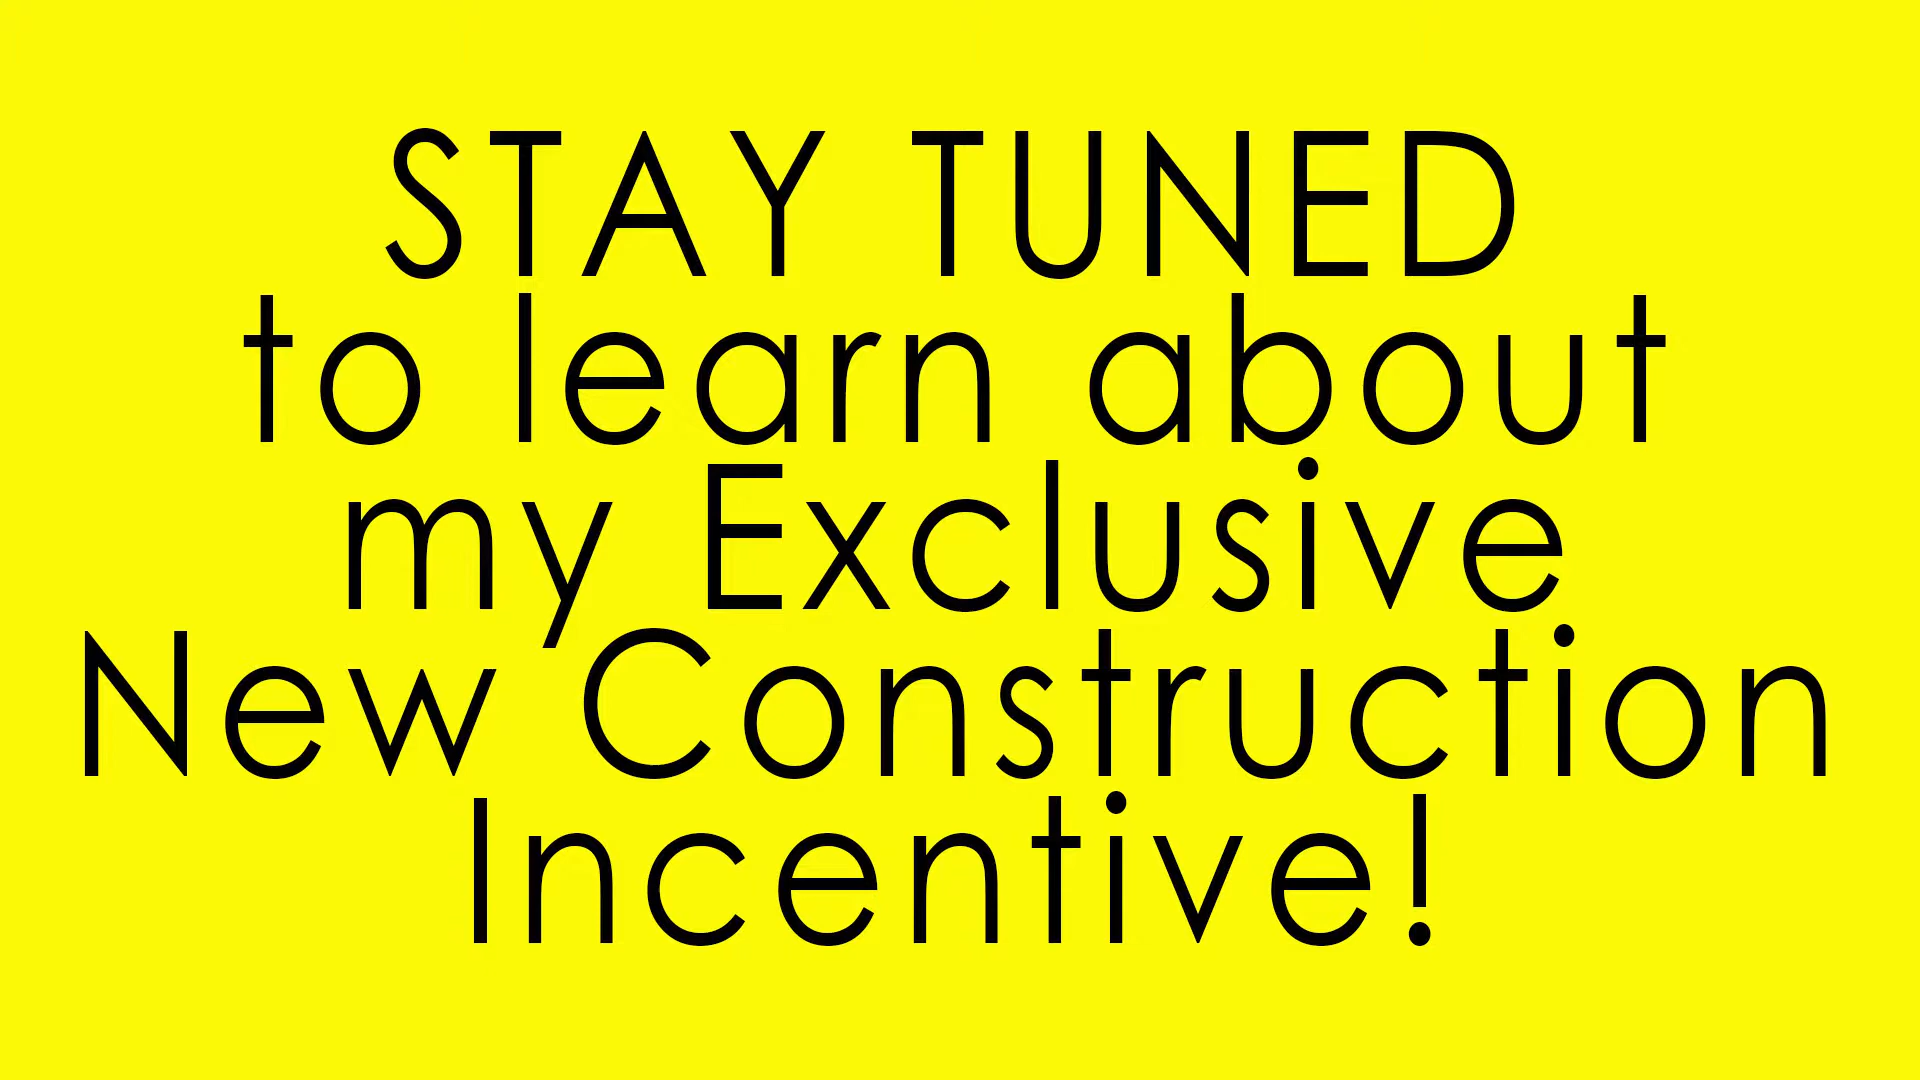 STAY TUNED
to learn about
my Exclusive
New Construction
Incentive!